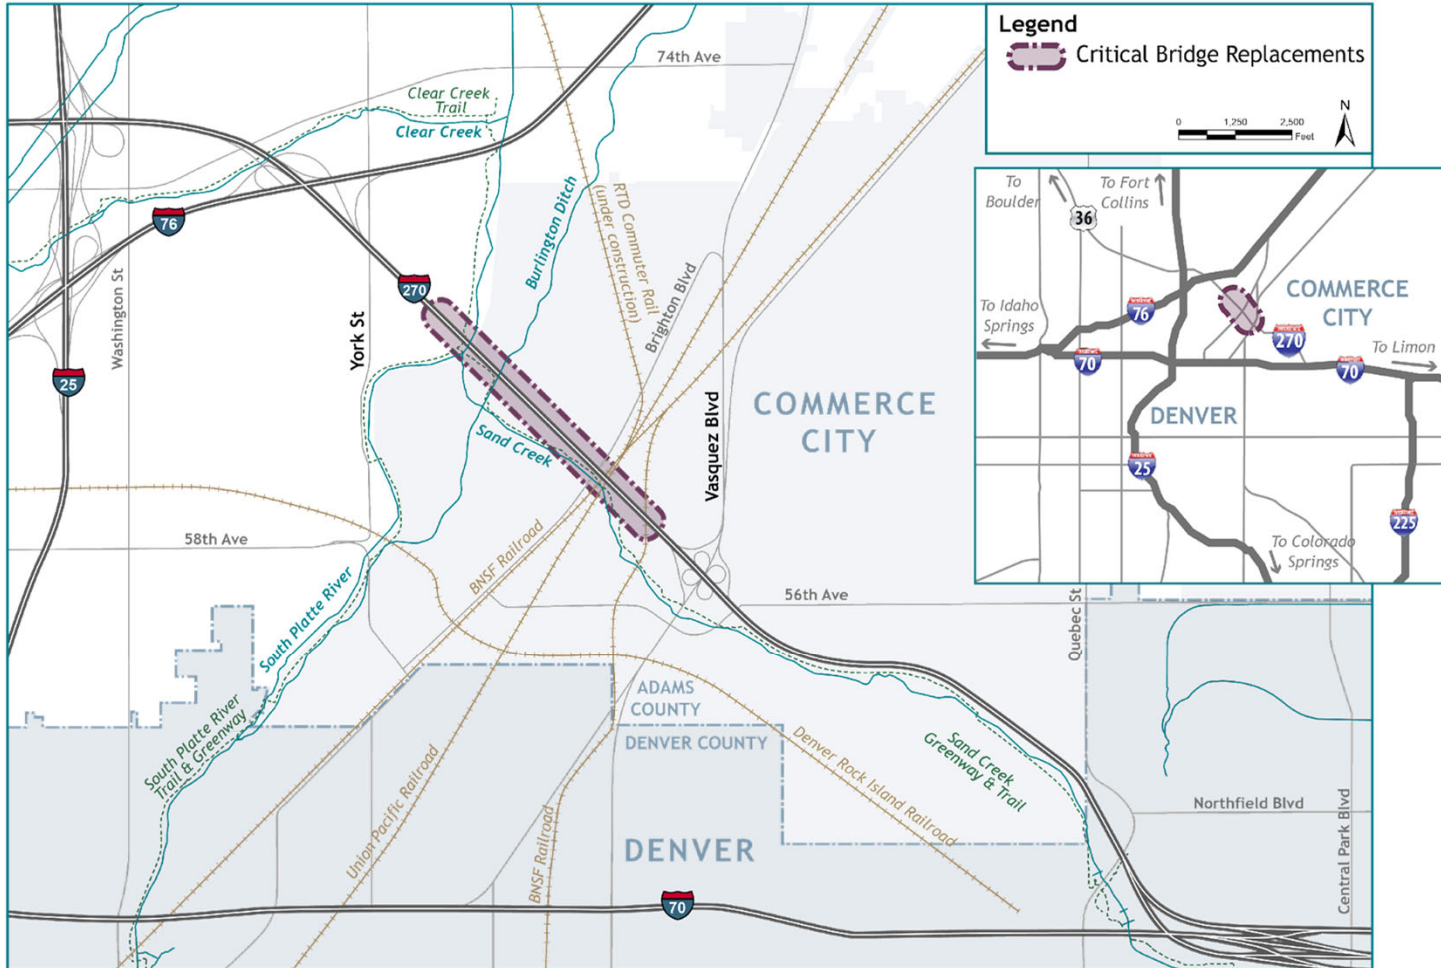 Legend
Critical Bridge Replacements
0 1,250 2,500
Feet
N
74th Ave
Clear Creek
Trail
Clear Creek
Burlington Ditch
RTD Commuter Rail
(under construction)
Brighton Blvd
76
270
25
Washington St
York St
Vasquez Blvd
COMMERCE
CITY
Sand Creek
58th Ave
BNSF Railroad
56th Ave
South Platte River
Quebec St
ADAMS
COUNTY
DENVER COUNTY
South Platte River
Trail & Greenway
Union Pacific Railroad
BNSF Railroad
Denver Rock Island Railroad
Sand Creek
Greenway & Trail
Northfield Blvd
Central Park Blvd
DENVER
70
To
Boulder
To Fort
Collins
36
To Idaho
Springs
76
COMMERCE
CITY
270
To Limon
70
70
DENVER
25
225
To Colorado
Springs